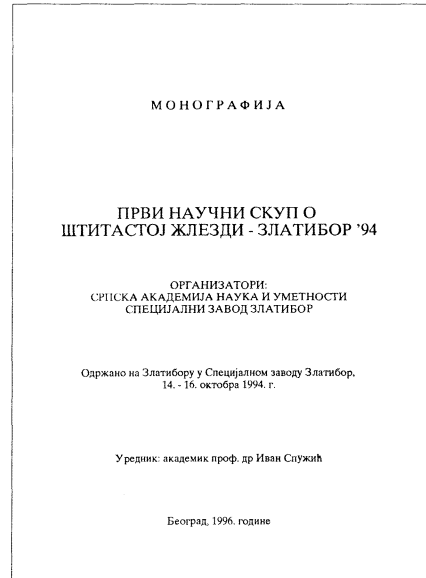 МОНОГРАФИЈА
ПРВИ НАУЧНИ СКУП О
ШТИТАСТОЈ ЖЛЕЗДИ - ЗЛАТИБОР ’94
ОРГАНИЗАТОРИ:
СРПСКА АКАДЕМИЈА НАУКА И УМЕТНОСТИ
СПЕЦИЈАЛНИ ЗАВОД ЗЛАТИБОР
Одржано на Златибору у Специјалном заводу Златибор,
14. - 16. октобра 1994. г.
Уредник: академик проф. др Иван Спужић
Београд, 1996. године